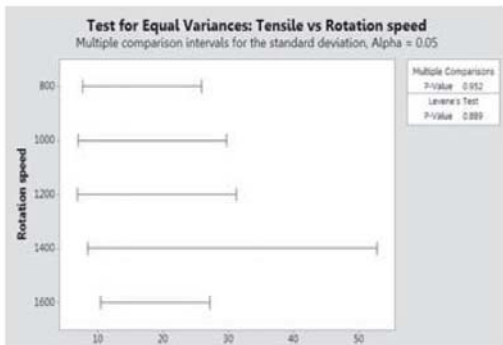 Test for Equal Variances: Tensile vs Rotation speed
Multiple comparison intervals for the standard deviation, Alpha = 0.05
Multiple Comparisons
P-Value 0.952
Levene's Test
P-Value 0.889
Rotation speed
800
1000
1200
1400
1600
10 20 30 40 50